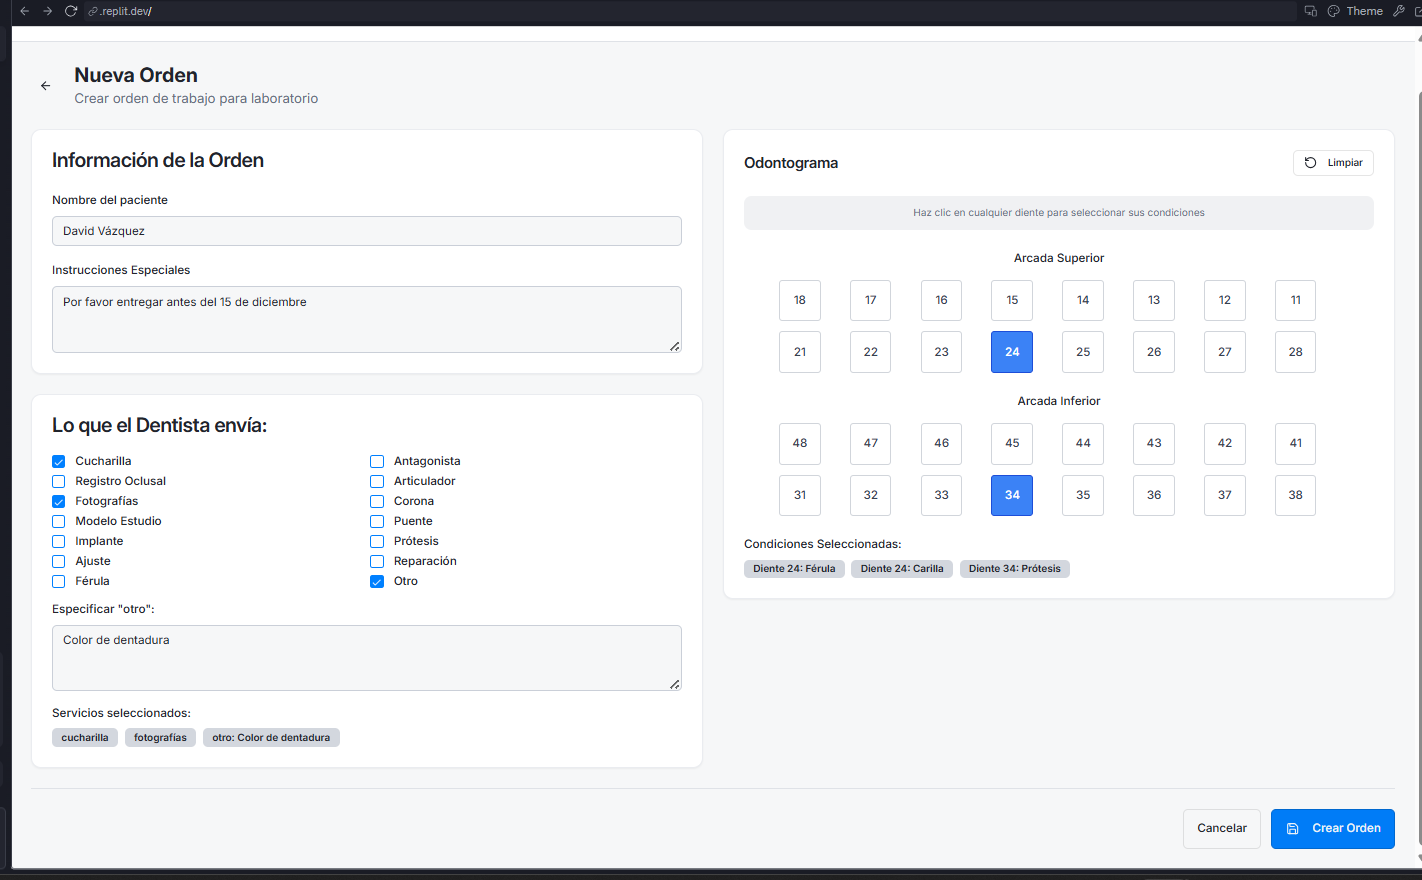 .replit.dev/
Theme
Nueva Orden
Crear orden de trabajo para laboratorio
Información de la Orden
Nombre del paciente
David Vázquez
Instrucciones Especiales
Por favor entregar antes del 15 de diciembre
Lo que el Dentista envía:
Cucharilla
Antagonista
Registro Oclusal
Articulador
Fotografías
Corona
Modelo Estudio
Puente
Implante
Prótesis
Ajuste
Reparación
Férula
Otro
Especificar "otro":
Color de dentadura
Servicios seleccionados:
cucharilla fotografías otro: Color de dentadura
Odontograma
Limpiar
Haz clic en cualquier diente para seleccionar sus condiciones
Arcada Superior
18 17 16 15 14 13 12 11
21 22 23 24 25 26 27 28
Arcada Inferior
48 47 46 45 44 43 42 41
31 32 33 34 35 36 37 38
Condiciones Seleccionadas:
Diente 24: Férula Diente 24: Carilla Diente 34: Prótesis
Cancelar
Crear Orden